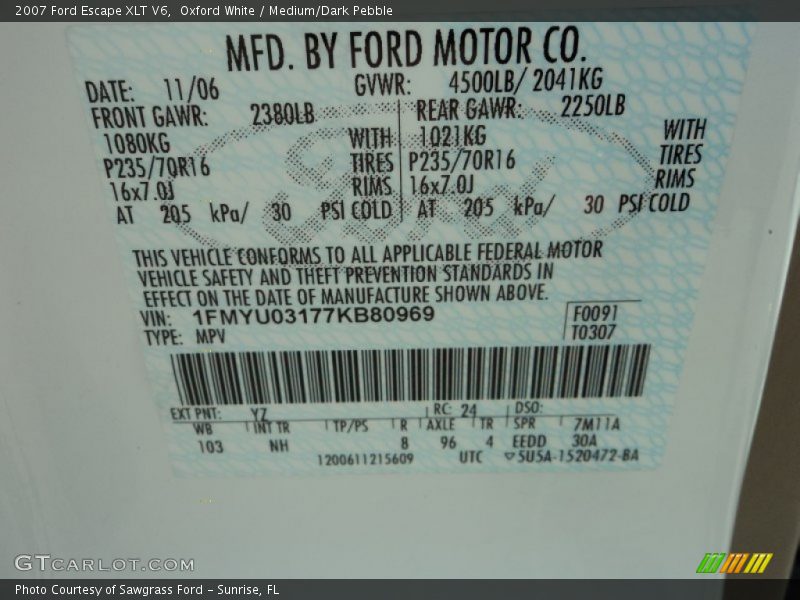 2007 Ford Escape XLT V6,  Oxford White / Medium/Dark Pebble
MFD. BY FORD MOTOR CO.
DATE: 11/06 GVWR: 4500LB/ 2041KG
FRONT GAWR: 2380LB REAR GAWR: 2250LB
1080KG WITH 1021KG WITH
P235/70R16 TIRES P235/70R16 TIRES
16x7.0J RIMS 16x7.0J RIMS
AT 205 kPa/ 30 PSI COLD AT 205 kPa/ 30 PSI COLD
Ford
THIS VEHICLE CONFORMS TO ALL APPLICABLE FEDERAL MOTOR
VEHICLE SAFETY AND THEFT PREVENTION STANDARDS IN
EFFECT ON THE DATE OF MANUFACTURE SHOWN ABOVE.
VIN: 1FMYU03177KB80969 F0091
TYPE: MPV T0307
EXT PNT: YZ RC: 24 DSO:
WB INT TR TP/PS R AXLE TR SPR 7M11A
103 NH 8 96 4 EEDD 30A
1200611215609 UTC ▽5U5A-1520472-BA
GTCARLOT.COM
Photo Courtesy of Sawgrass Ford - Sunrise, FL